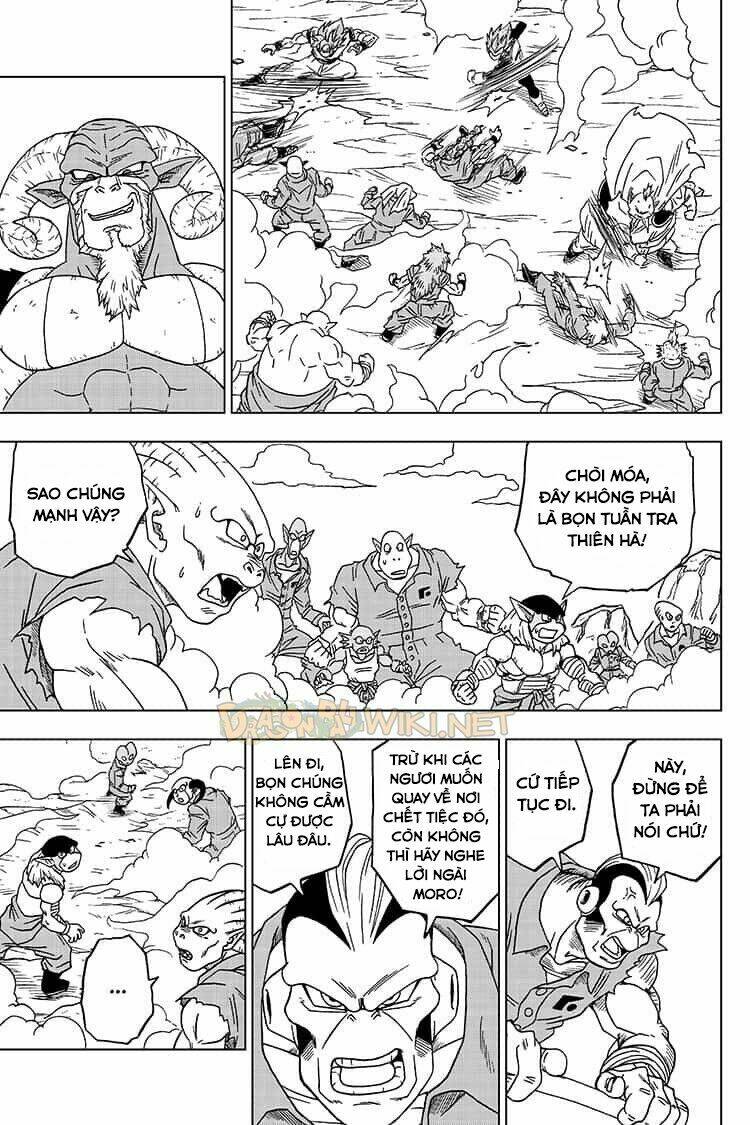 CHÓI MÓA,
ĐÂY KHÔNG PHẢI
LÀ BỌN TUẦN TRA
THIÊN HÀ!
SAO CHÚNG
MẠNH VẬY?
DRAGONBALLWIKI.NET
NÀY,
ĐỪNG ĐỂ
TA PHẢI
NÓI CHỨ!
CỨ TIẾP
TỤC ĐI.
TRỪ KHI CÁC
NGƯƠI MUỐN
QUAY VỀ NƠI
CHẾT TIỆC ĐÓ,
CÒN KHÔNG
THÌ HÃY NGHE
LỜI NGÀI
MORO!
LÊN ĐI,
BỌN CHÚNG
KHÔNG CẦM
CỰ ĐƯỢC
LÂU ĐÂU.
...